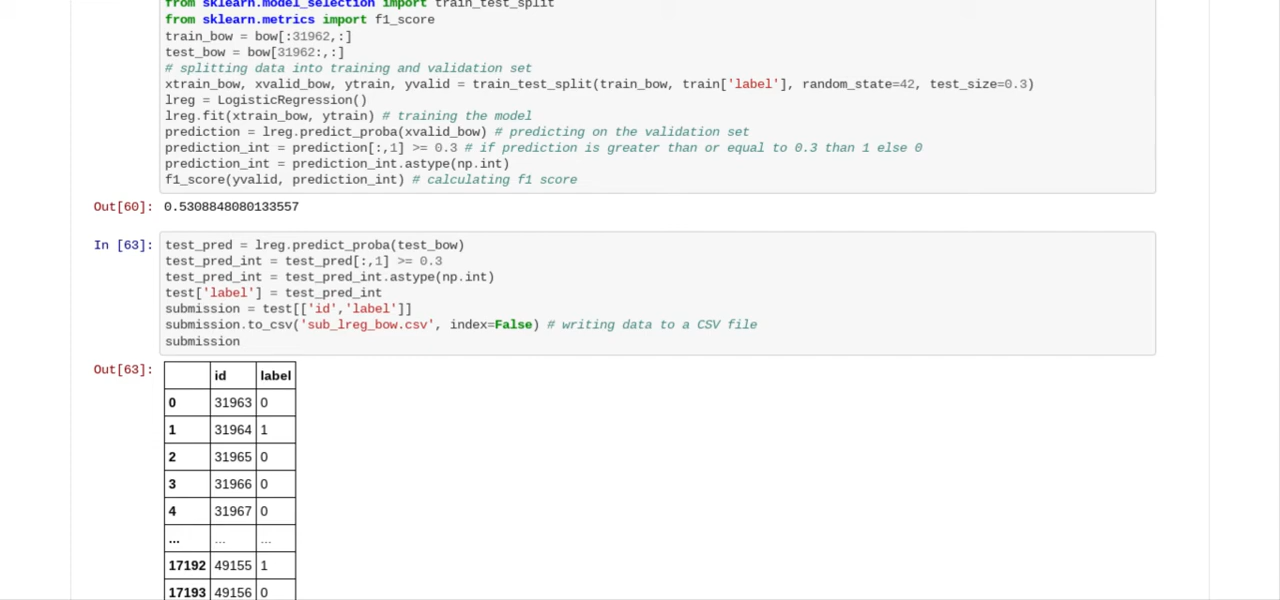 from sklearn.model_selection import train_test_split
from sklearn.metrics import f1_score
train_bow = bow[:31962,:]
test_bow = bow[31962:,:]
# splitting data into training and validation set
xtrain_bow, xvalid_bow, ytrain, yvalid = train_test_split(train_bow, train['label'], random_state=42, test_size=0.3)
lreg = LogisticRegression()
lreg.fit(xtrain_bow, ytrain) # training the model
prediction = lreg.predict_proba(xvalid_bow) # predicting on the validation set
prediction_int = prediction[:,1] >= 0.3 # if prediction is greater than or equal to 0.3 than 1 else 0
prediction_int = prediction_int.astype(np.int)
f1_score(yvalid, prediction_int) # calculating f1 score
Out[60]: 0.5308848080133557
In [63]: test_pred = lreg.predict_proba(test_bow)
test_pred_int = test_pred[:,1] >= 0.3
test_pred_int = test_pred_int.astype(np.int)
test['label'] = test_pred_int
submission = test[['id','label']]
submission.to_csv('sub_lreg_bow.csv', index=False) # writing data to a CSV file
submission
Out[63]: id label
0 31963 0
1 31964 1
2 31965 0
3 31966 0
4 31967 0
... ... ...
17192 49155 1
17193 49156 0